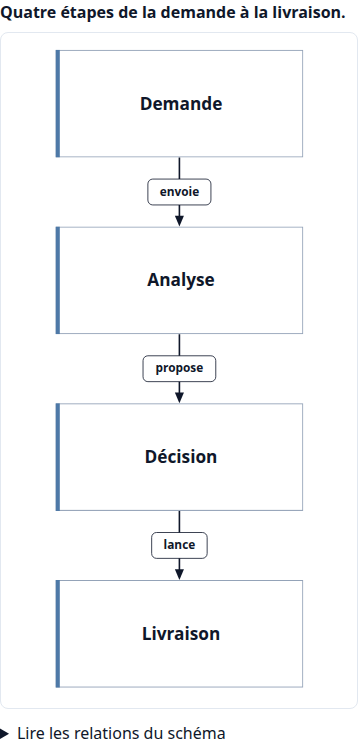 Quatre étapes de la demande à la livraison.
Demande
envoie
Analyse
propose
Décision
lance
Livraison
Lire les relations du schéma